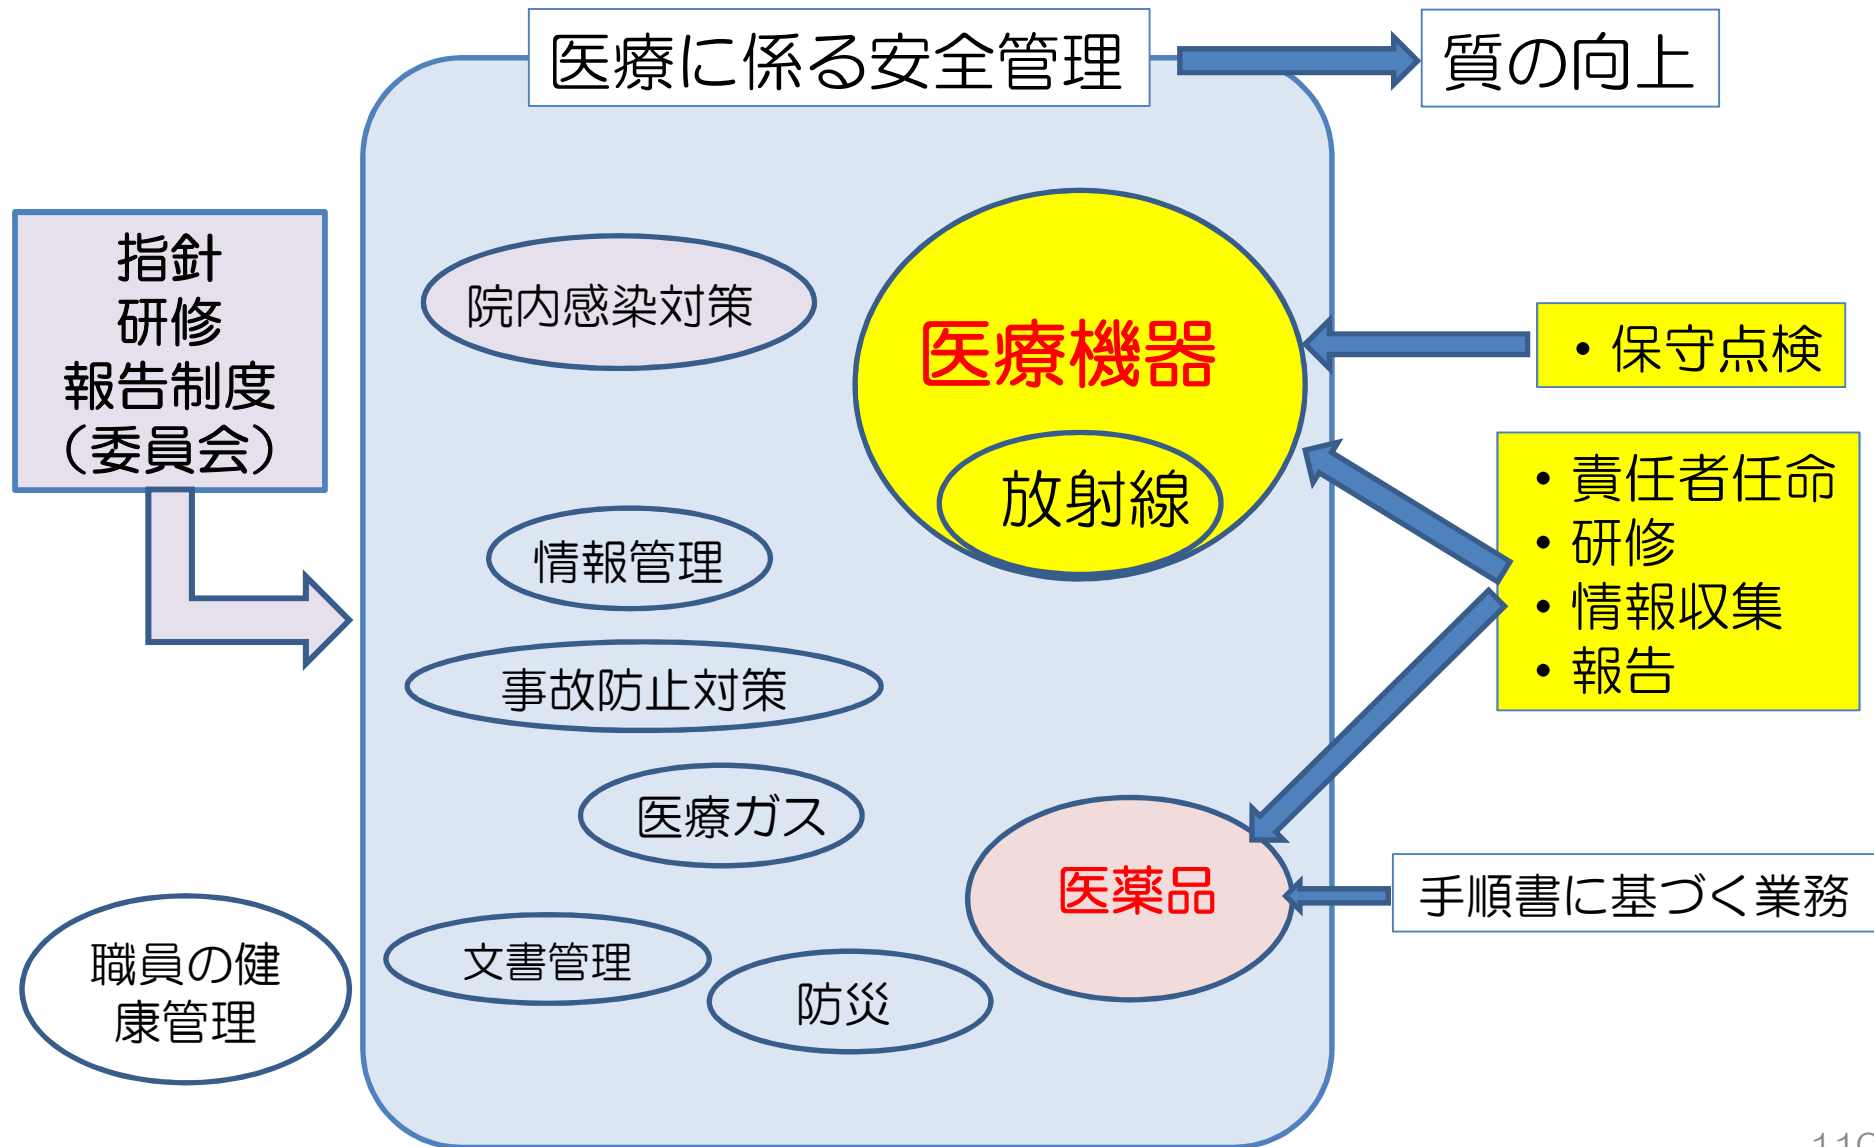 医療に係る安全管理
質の向上
指針
研修
報告制度
（委員会）
院内感染対策
医療機器
放射線
• 保守点検
• 責任者任命
• 研修
• 情報収集
• 報告
情報管理
事故防止対策
医療ガス
医薬品
手順書に基づく業務
文書管理
防災
職員の健
康管理